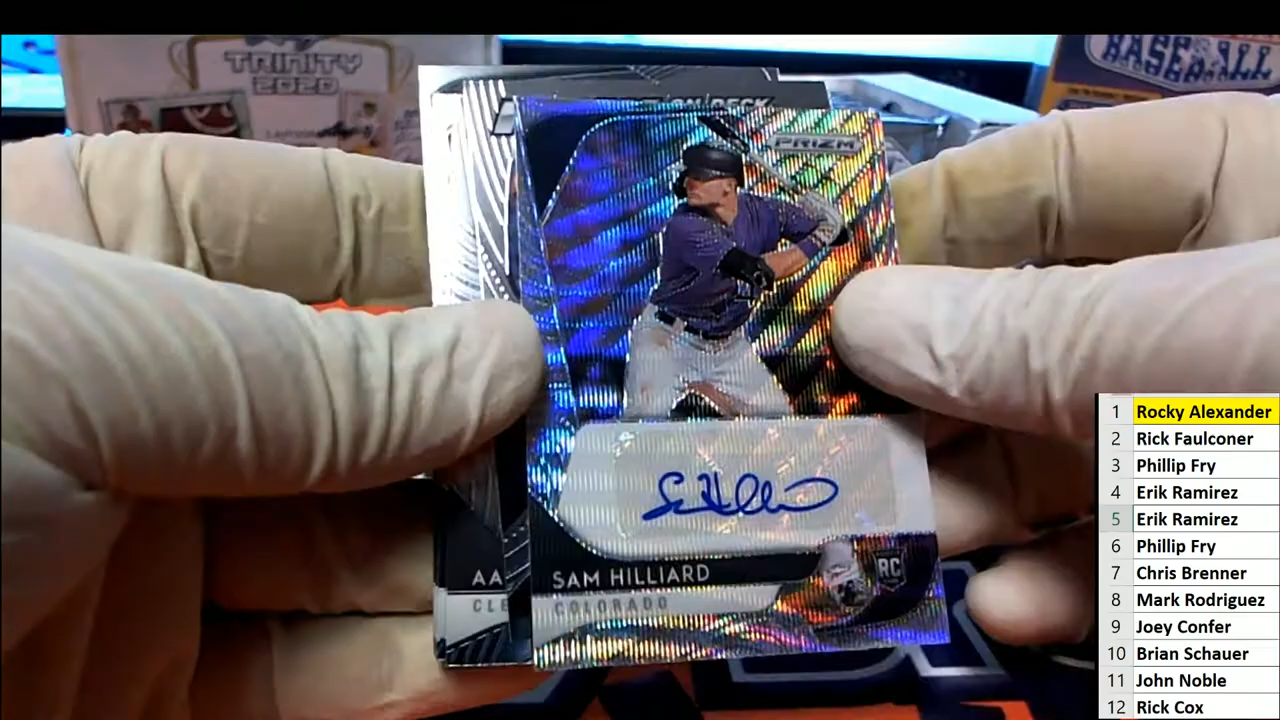 TRINITY
2020
BASEBALL
DECK
PRIZM
Sam Hilliard
AA
SAM HILLIARD
RC
CLE
COLORADO
1 Rocky Alexander
2 Rick Faulconer
3 Phillip Fry
4 Erik Ramirez
5 Erik Ramirez
6 Phillip Fry
7 Chris Brenner
8 Mark Rodriguez
9 Joey Confer
10 Brian Schauer
11 John Noble
12 Rick Cox